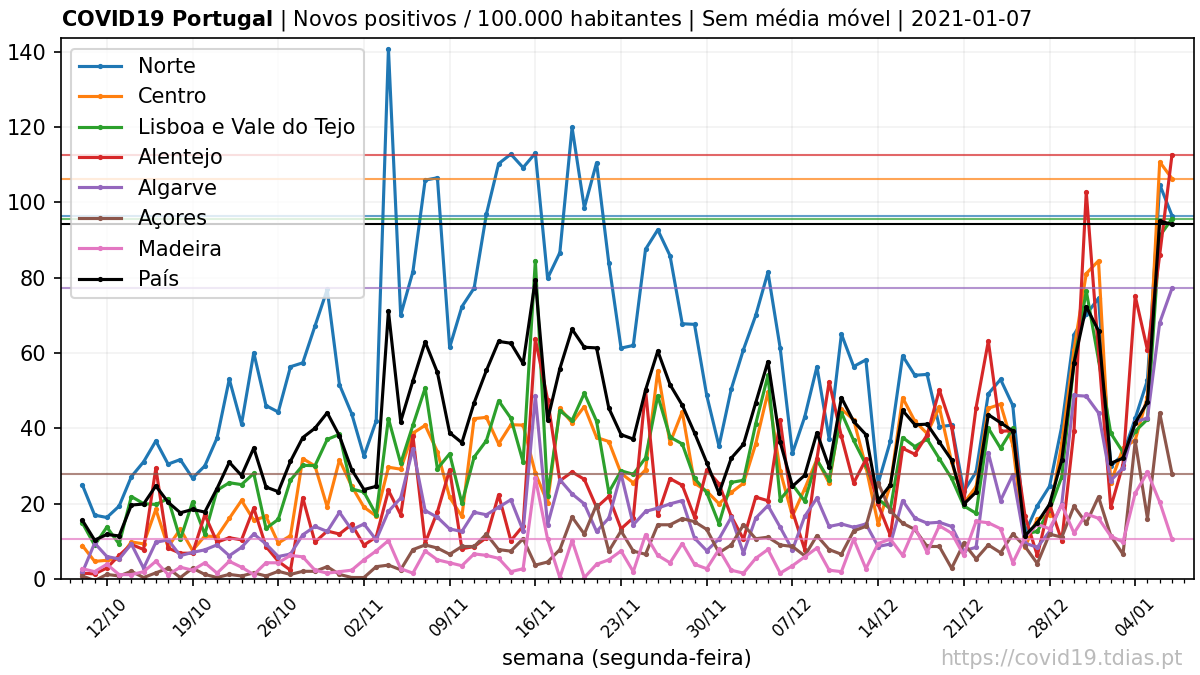 COVID19 Portugal | Novos positivos / 100.000 habitantes | Sem média móvel | 2021-01-07
140
120
100
80
60
40
20
0
Norte
Centro
Lisboa e Vale do Tejo
Alentejo
Algarve
Açores
Madeira
País
12/10
19/10
26/10
02/11
09/11
16/11
23/11
30/11
07/12
14/12
21/12
28/12
04/01
semana (segunda-feira)
https://covid19.tdias.pt